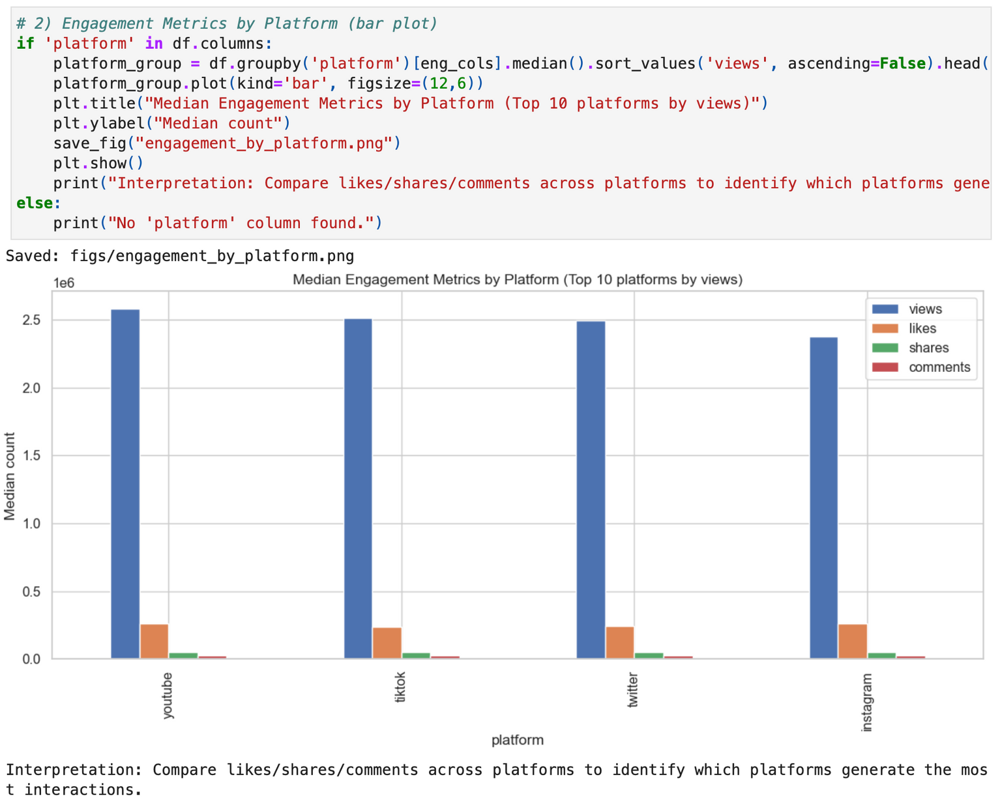 # 2) Engagement Metrics by Platform (bar plot)
if 'platform' in df.columns:
    platform_group = df.groupby('platform')[eng_cols].median().sort_values('views', ascending=False).head(
    platform_group.plot(kind='bar', figsize=(12,6))
    plt.title("Median Engagement Metrics by Platform (Top 10 platforms by views)")
    plt.ylabel("Median count")
    save_fig("engagement_by_platform.png")
    plt.show()
    print("Interpretation: Compare likes/shares/comments across platforms to identify which platforms gene
else:
    print("No 'platform' column found.")
Saved: figs/engagement_by_platform.png
Median Engagement Metrics by Platform (Top 10 platforms by views)
1e6
views
likes
shares
comments
2.5
2.0
1.5
1.0
0.5
0.0
Median count
youtube
tiktok
twitter
instagram
platform
Interpretation: Compare likes/shares/comments across platforms to identify which platforms generate the mos
t interactions.